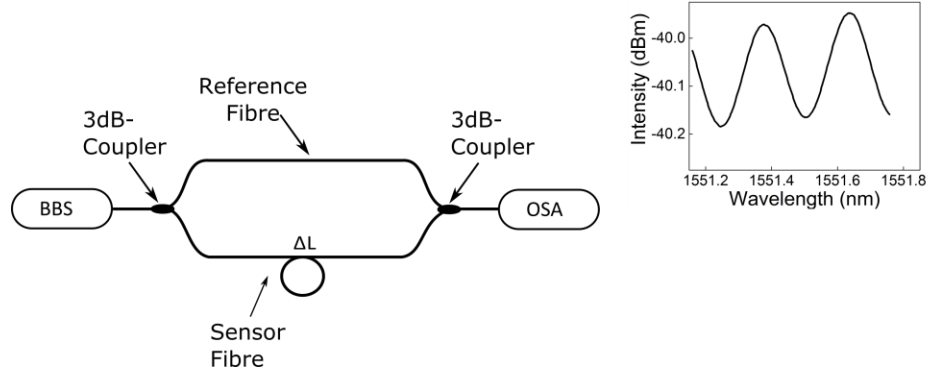 Reference
Fibre
3dB-
Coupler
3dB-
Coupler
BBS
OSA
ΔL
Sensor
Fibre
Intensity (dBm)
-40.0
-40.1
-40.2
1551.2 1551.4 1551.6 1551.8
Wavelength (nm)